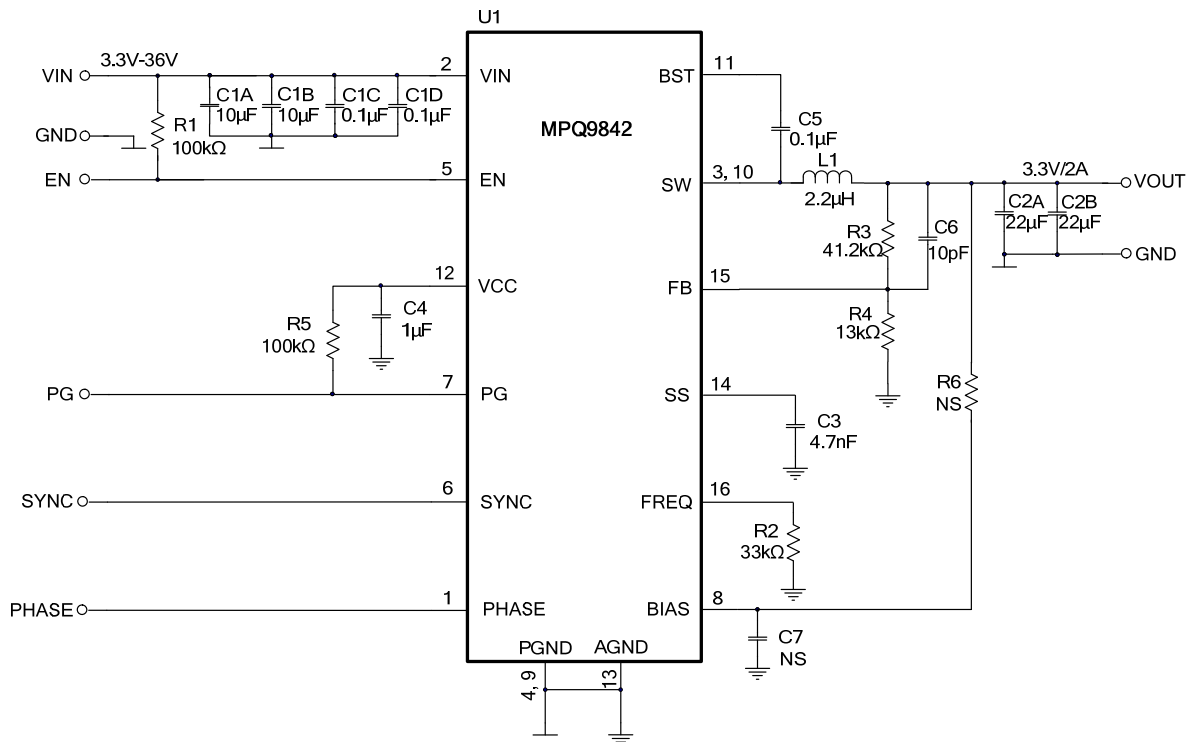 U1
3.3V-36V
VIN
2
VIN
BST
11
C1A
10µF
C1B
10µF
C1C
0.1µF
C1D
0.1µF
GND
R1
100kΩ
MPQ9842
C5
0.1µF
EN
5
EN
SW
3, 10
L1
2.2µH
3.3V/2A
VOUT
C2A
22µF
C2B
22µF
R3
41.2kΩ
C6
10pF
GND
12
VCC
FB
15
C4
1µF
R5
100kΩ
R4
13kΩ
PG
7
PG
SS
14
R6
NS
C3
4.7nF
SYNC
6
SYNC
FREQ
16
R2
33kΩ
PHASE
1
PHASE
BIAS
8
C7
NS
PGND
AGND
4, 9
13